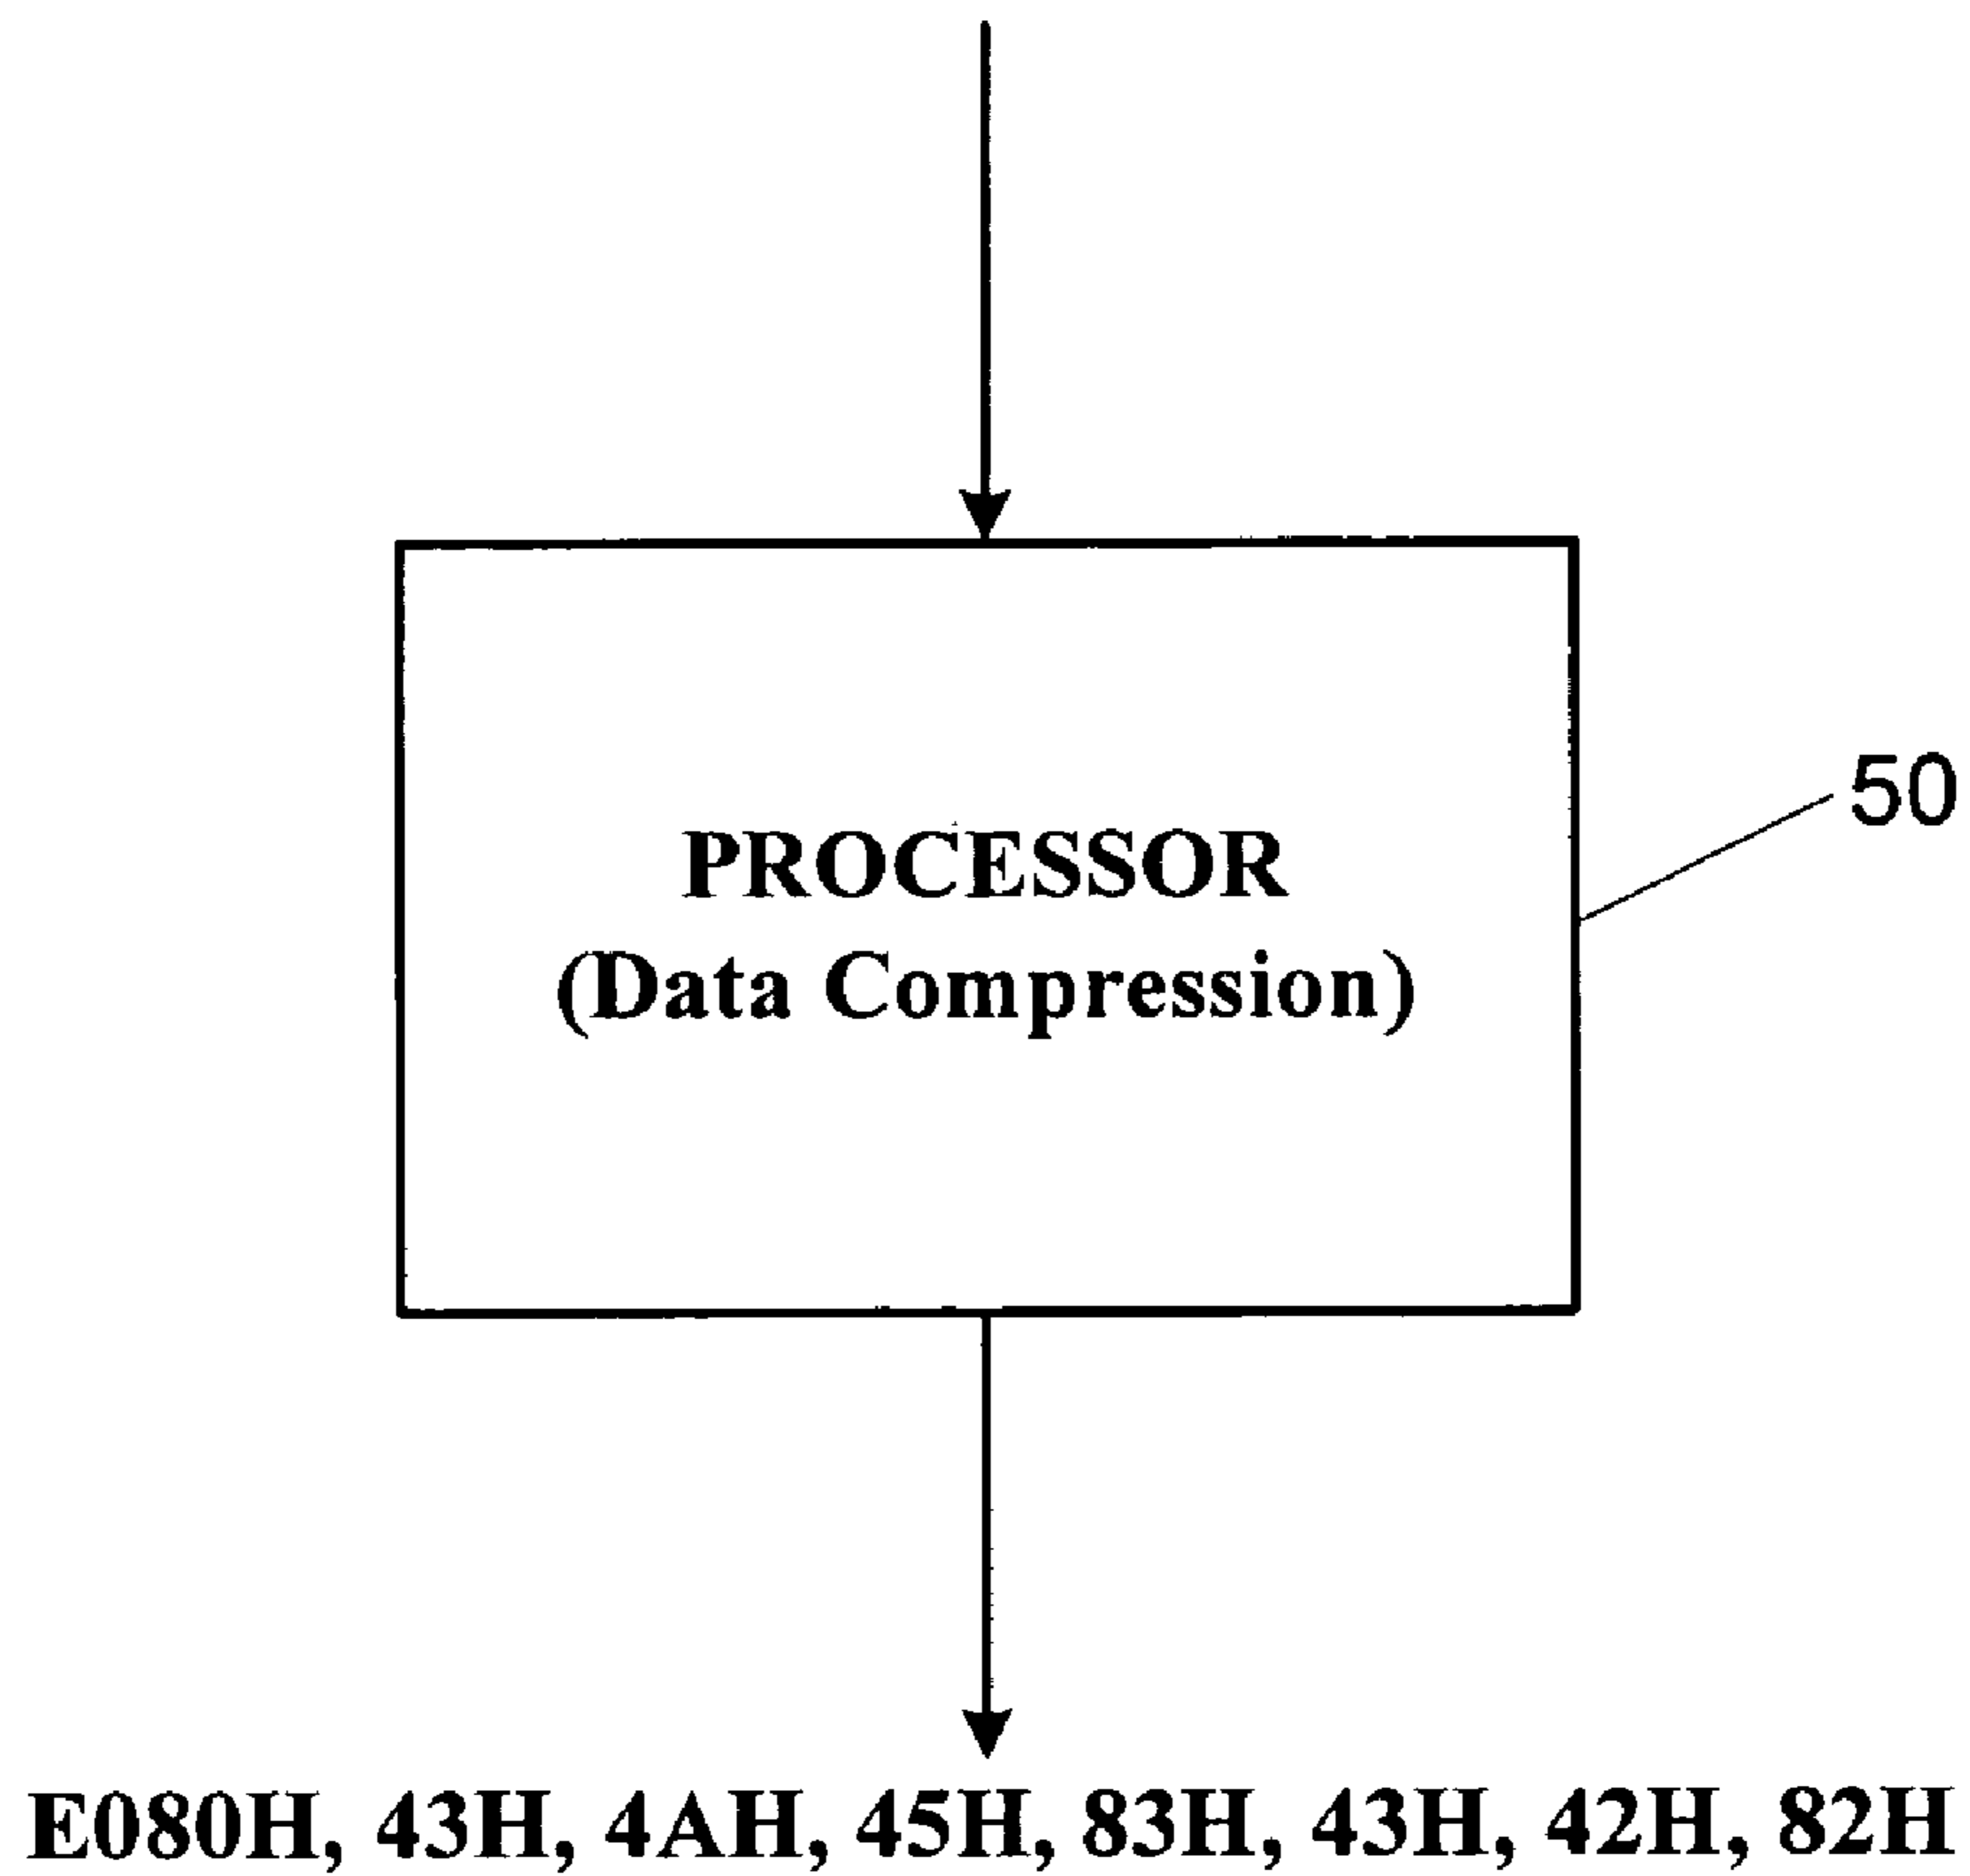 50
PROCESSOR
(Data Compression)
E080H, 43H, 4AH, 45H, 83H, 43H, 42H, 82H